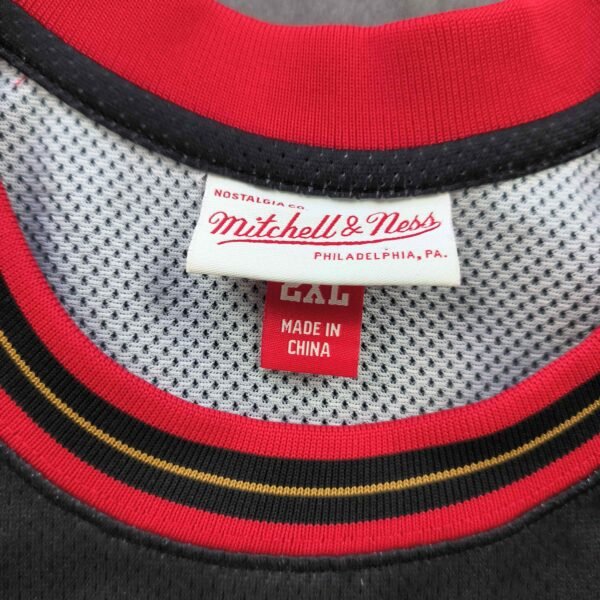 NOSTALGIA CO.
Mitchell & Ness
PHILADELPHIA, PA.
2XL
MADE IN
CHINA